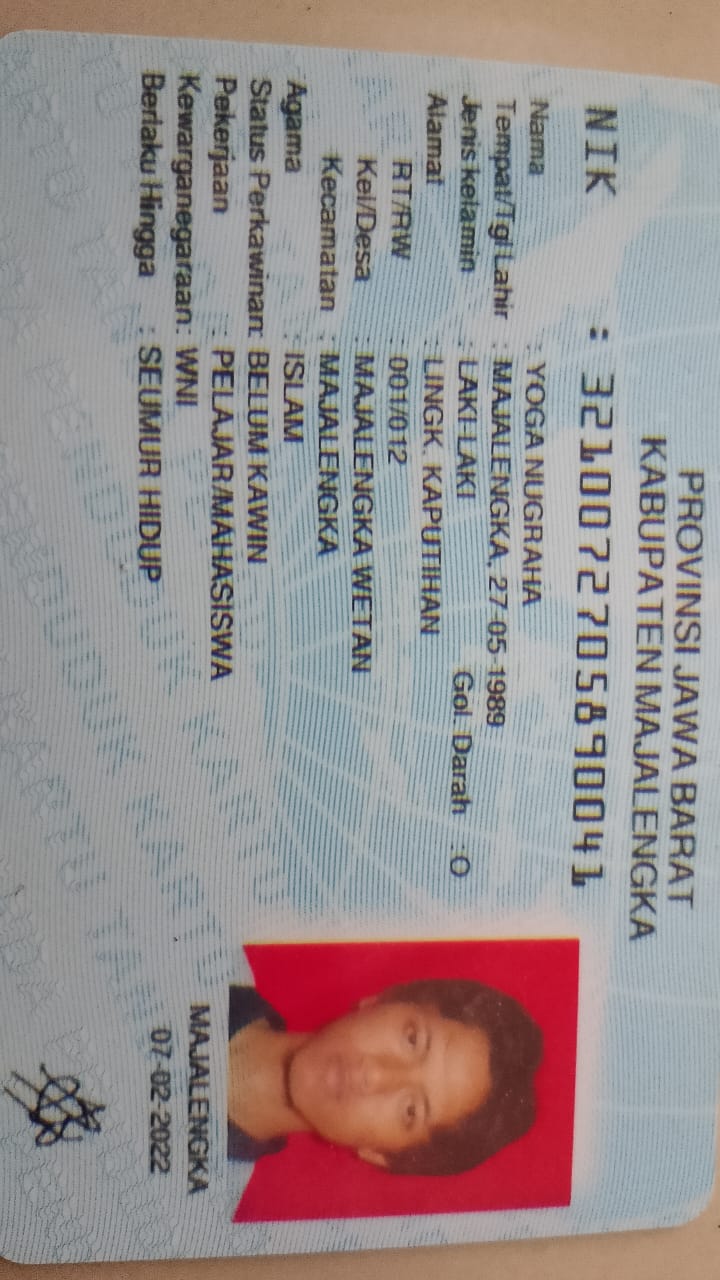 PROVINSI JAWA BARAT
KABUPATEN MAJALENGKA
NIK : 3210072705890041
Nama : YOGA NUGRAHA
Tempat/Tgl Lahir : MAJALENGKA, 27-05-1989
Jenis kelamin : LAKI-LAKI Gol. Darah : O
Alamat : LINGK. KAPUTIHAN
RT/RW : 001/012
Kel/Desa : MAJALENGKA WETAN
Kecamatan : MAJALENGKA
Agama : ISLAM
Status Perkawinan: BELUM KAWIN
Pekerjaan : PELAJAR/MAHASISWA
Kewarganegaraan: WNI
Berlaku Hingga : SEUMUR HIDUP
MAJALENGKA
07-02-2022